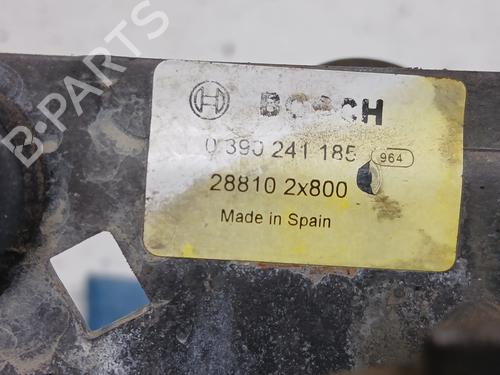 B-PARTS
BOSCH
0 390 241 185
964
28810 2x800
Made in Spain